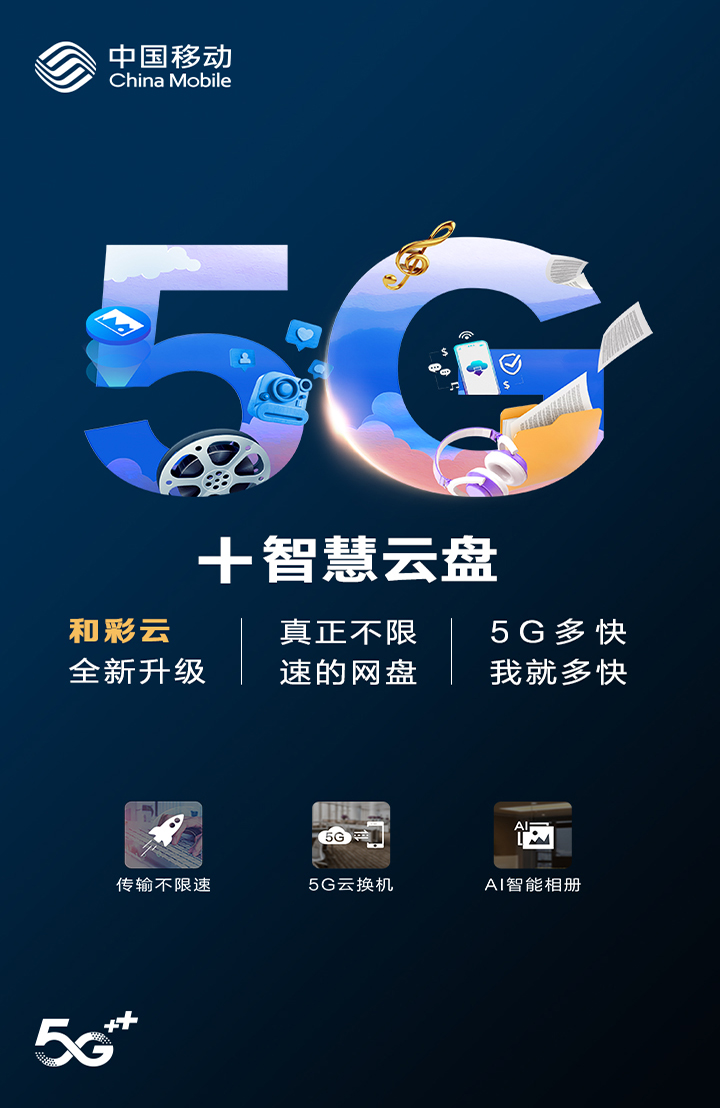 中国移动
China Mobile
5G
+智慧云盘
和彩云
全新升级
真正不限
速的网盘
5G多快
我就多快
5G
AI
传输不限速
5G云换机
AI智能相册
5G++